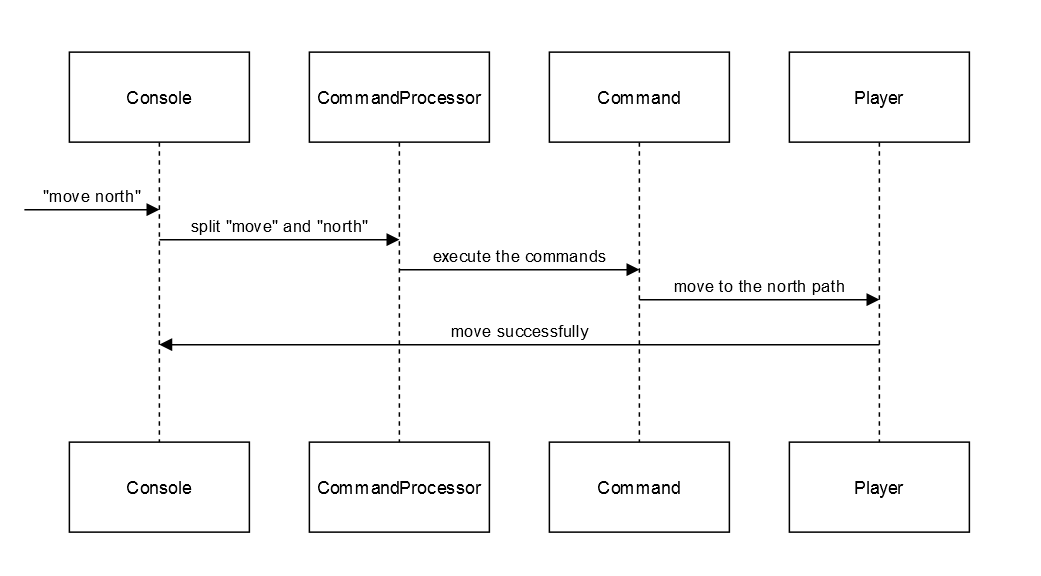 Console
CommandProcessor
Command
Player
"move north"
split "move" and "north"
execute the commands
move to the north path
move successfully
Console
CommandProcessor
Command
Player